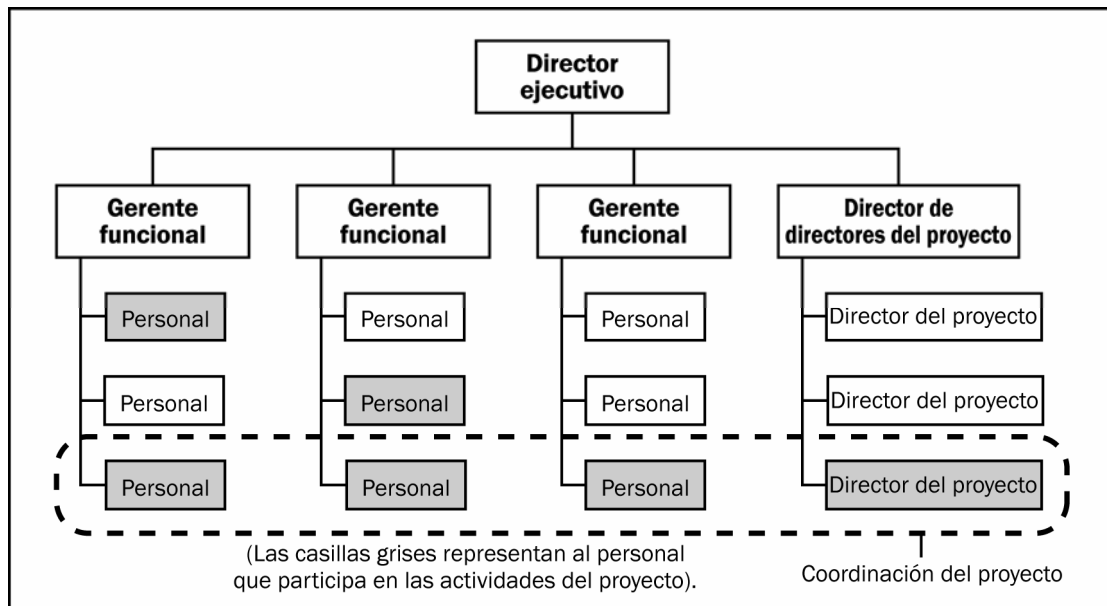 Director
ejecutivo
Gerente
funcional
Gerente
funcional
Gerente
funcional
Director de
directores del proyecto
Personal
Personal
Personal
Director del proyecto
Personal
Personal
Personal
Director del proyecto
Personal
Personal
Personal
Director del proyecto
(Las casillas grises representan al personal
que participa en las actividades del proyecto).
Coordinación del proyecto